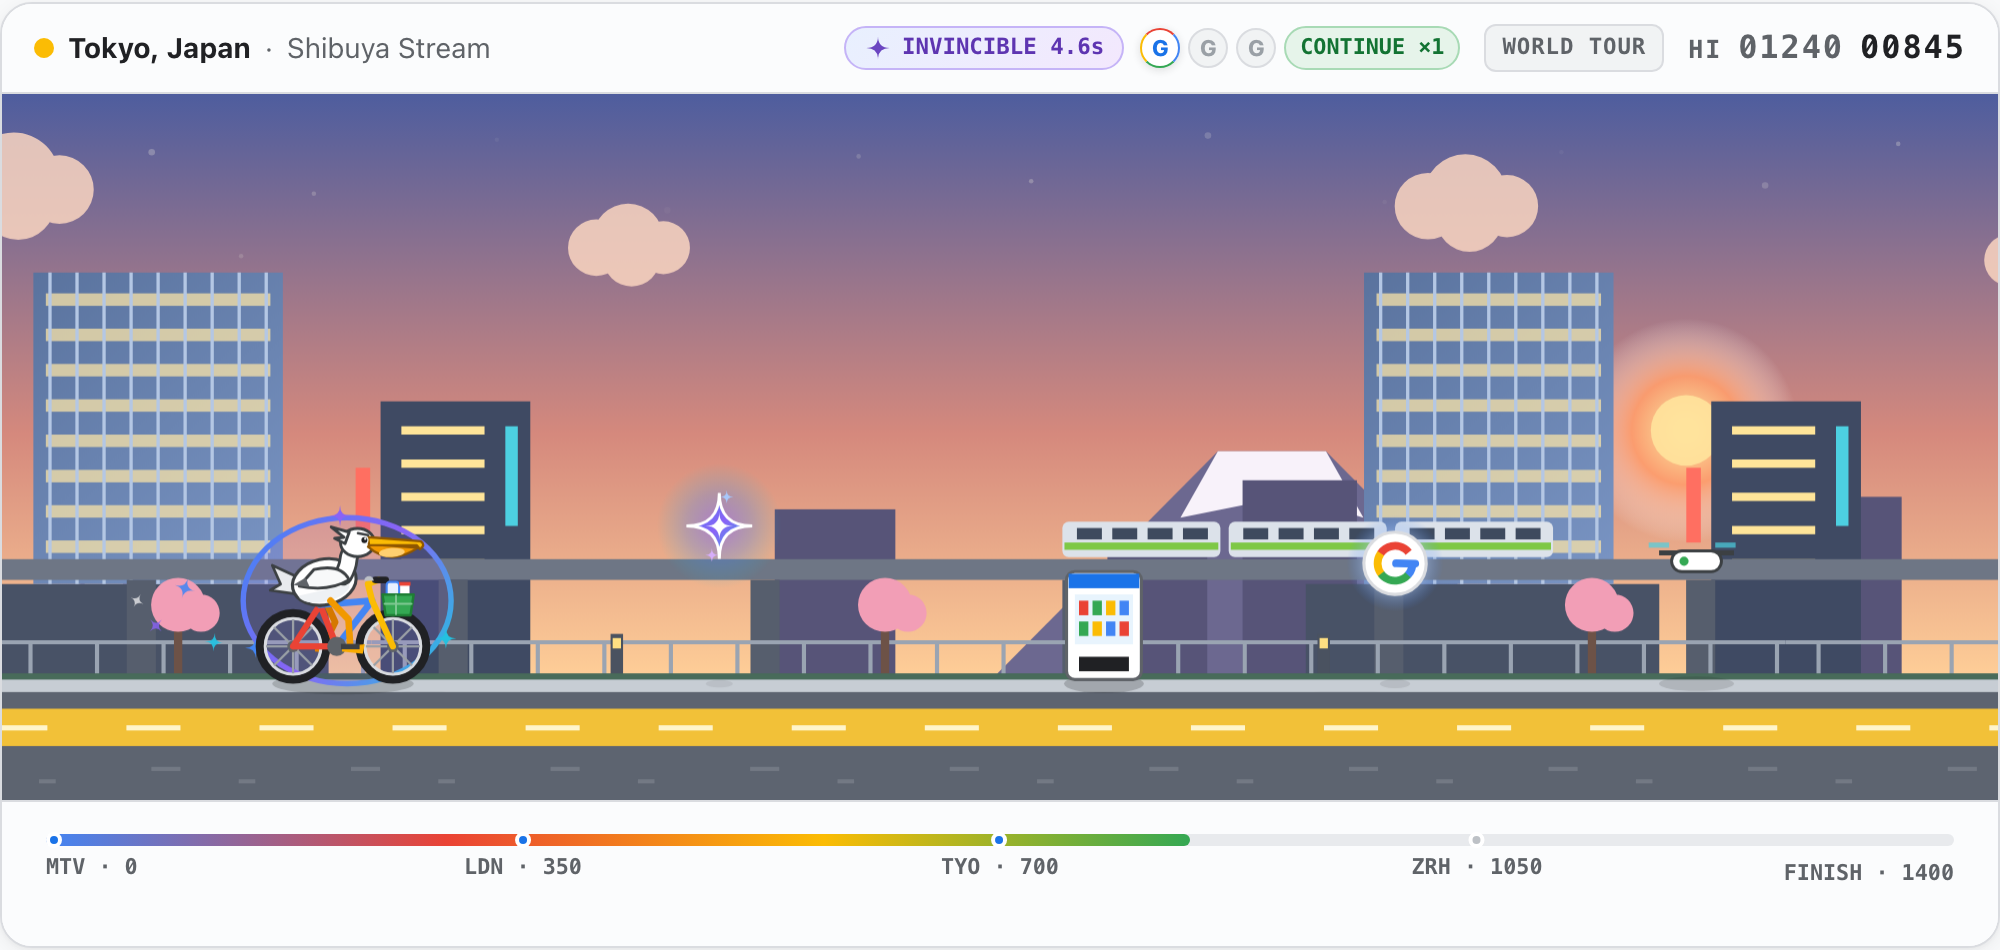 Tokyo, Japan · Shibuya Stream
INVINCIBLE 4.6s
G G G
CONTINUE ×1
WORLD TOUR
HI 01240 00845
G
MTV · 0
LDN · 350
TYO · 700
ZRH · 1050
FINISH · 1400